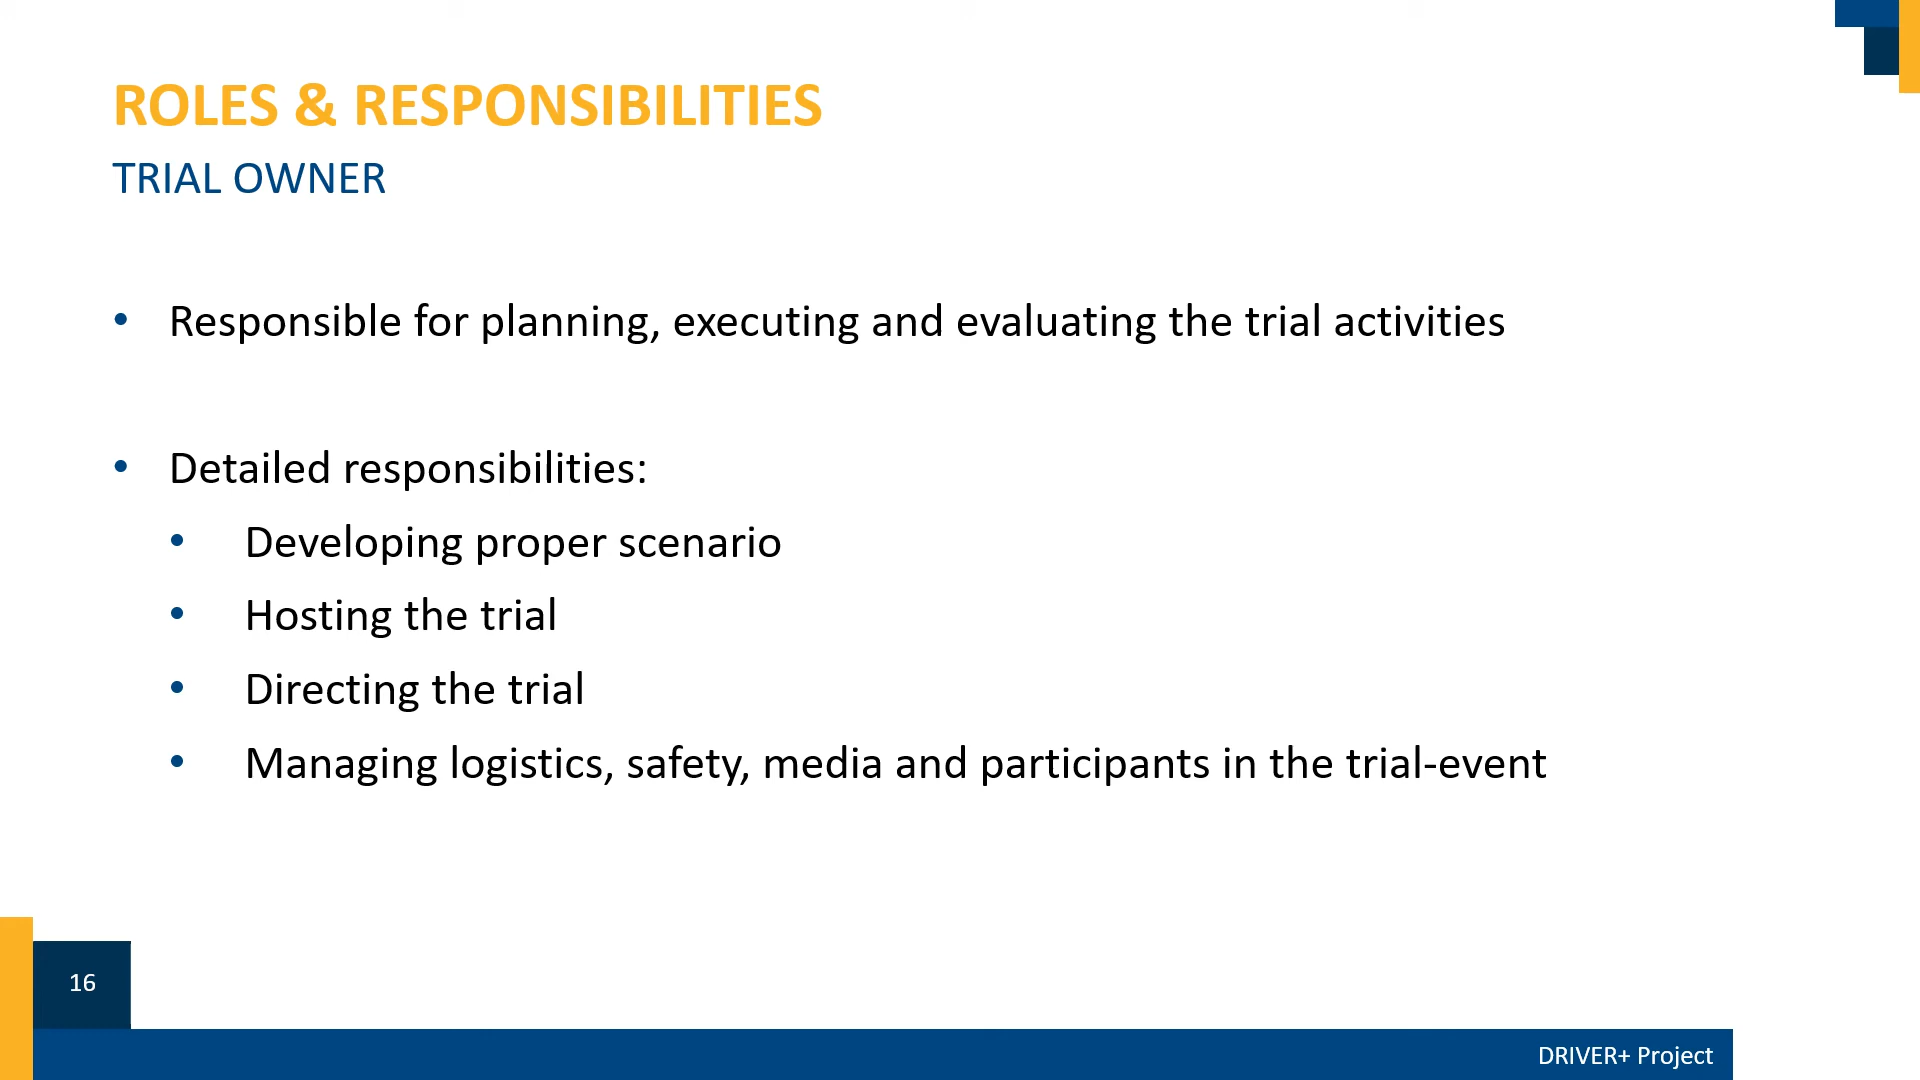 ROLES & RESPONSIBILITIES
TRIAL OWNER
• Responsible for planning, executing and evaluating the trial activities
• Detailed responsibilities:
• Developing proper scenario
• Hosting the trial
• Directing the trial
• Managing logistics, safety, media and participants in the trial-event
16
DRIVER+ Project